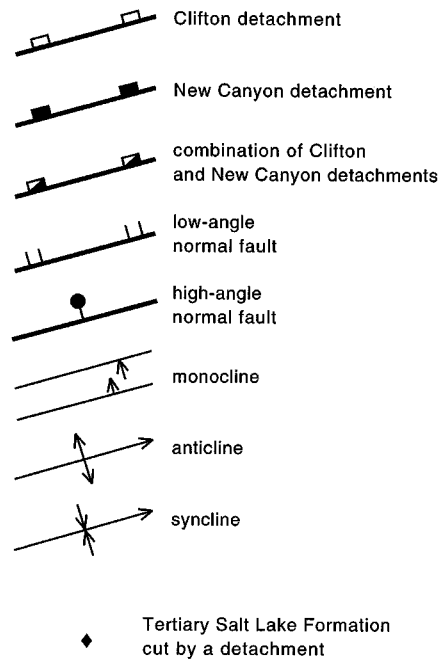 Clifton detachment
New Canyon detachment
combination of Clifton
and New Canyon detachments
low-angle
normal fault
high-angle
normal fault
monocline
anticline
syncline
Tertiary Salt Lake Formation
cut by a detachment